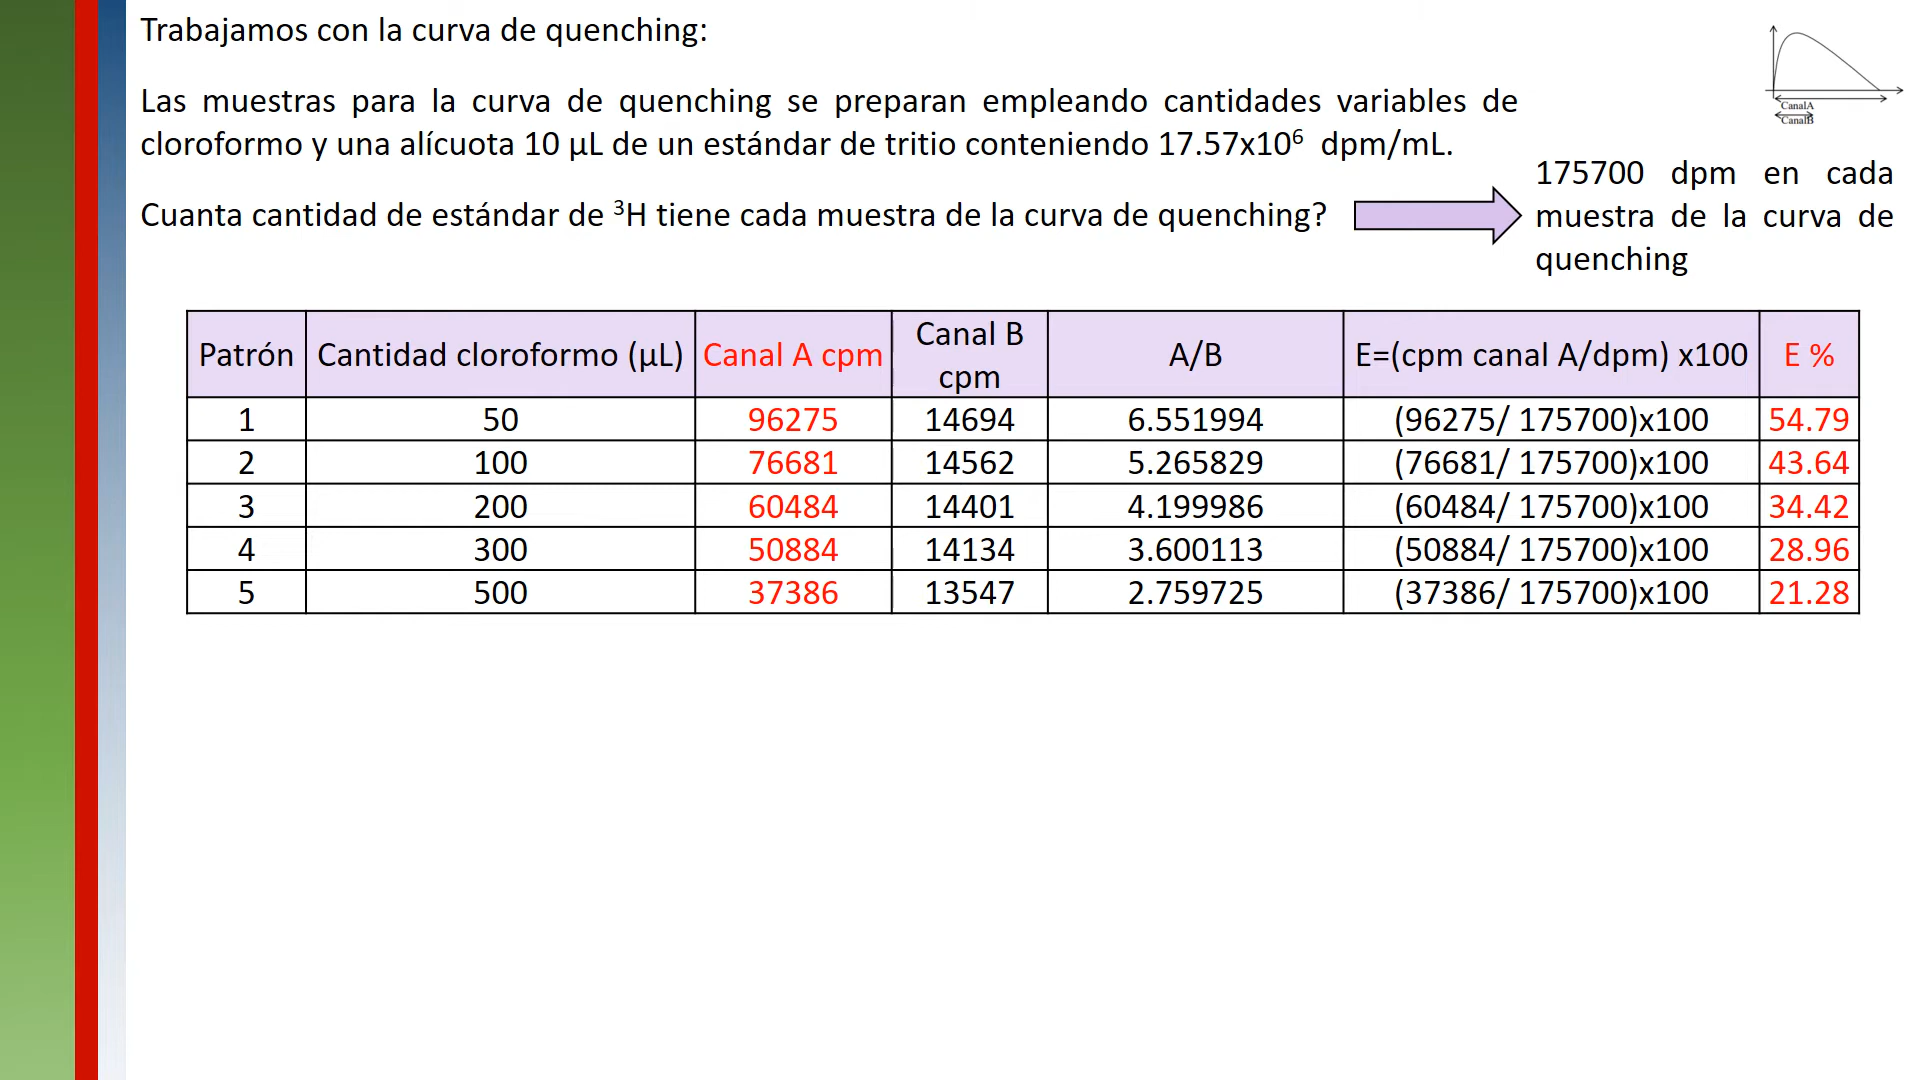 Trabajamos con la curva de quenching:
CanalA
CanalB
Las muestras para la curva de quenching se preparan empleando cantidades variables de
cloroformo y una alícuota 10 µL de un estándar de tritio conteniendo 17.57x10⁶ dpm/mL.
Cuanta cantidad de estándar de ³H tiene cada muestra de la curva de quenching?
175700 dpm en cada
muestra de la curva de
quenching
Patrón Cantidad cloroformo (µL) Canal A cpm Canal B cpm A/B E=(cpm canal A/dpm) x100 E %
1 50 96275 14694 6.551994 (96275/ 175700)x100 54.79
2 100 76681 14562 5.265829 (76681/ 175700)x100 43.64
3 200 60484 14401 4.199986 (60484/ 175700)x100 34.42
4 300 50884 14134 3.600113 (50884/ 175700)x100 28.96
5 500 37386 13547 2.759725 (37386/ 175700)x100 21.28